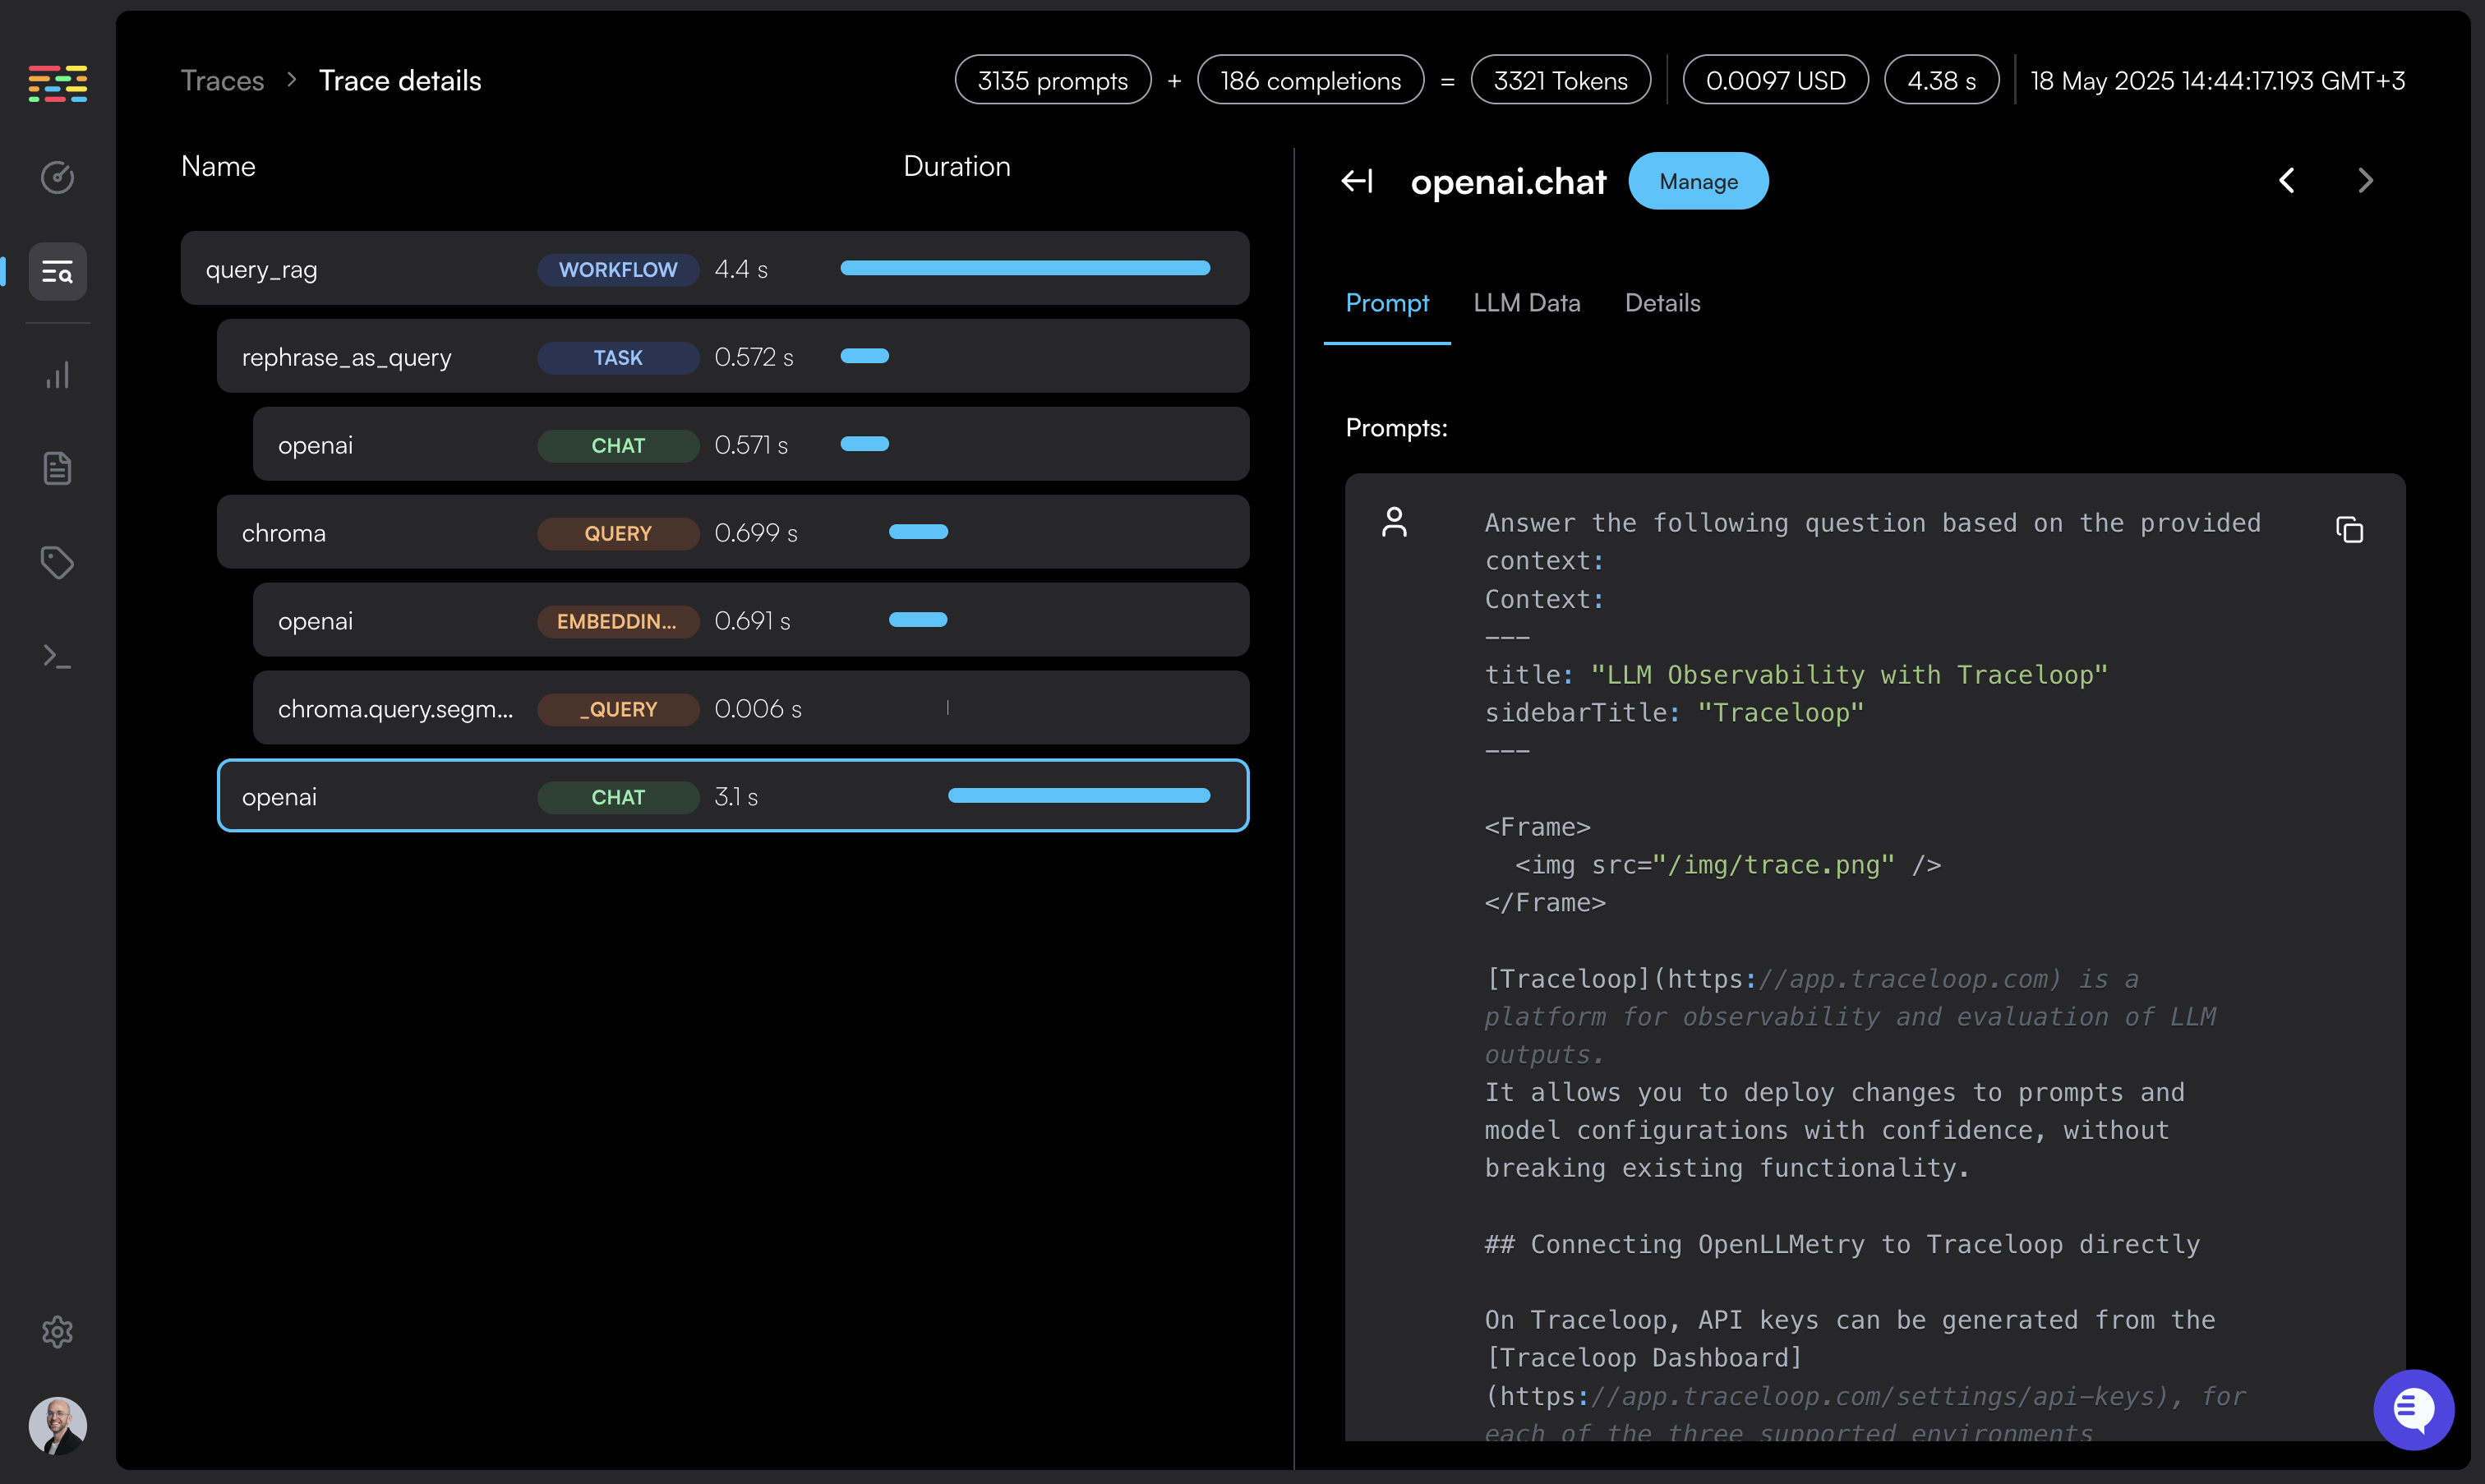 Traces > Trace details
3135 prompts + 186 completions = 3321 Tokens 0.0097 USD 4.38 s 18 May 2025 14:44:17.193 GMT+3
Name Duration
query_rag WORKFLOW 4.4 s
rephrase_as_query TASK 0.572 s
openai CHAT 0.571 s
chroma QUERY 0.699 s
openai EMBEDDIN... 0.691 s
chroma.query.segm... _QUERY 0.006 s
openai CHAT 3.1 s
openai.chat Manage
Prompt LLM Data Details
Prompts:
Answer the following question based on the provided
context:
Context:
---
title: "LLM Observability with Traceloop"
sidebarTitle: "Traceloop"
---
<Frame>
<img src="/img/trace.png" />
</Frame>
[Traceloop](https://app.traceloop.com) is a
platform for observability and evaluation of LLM
outputs.
It allows you to deploy changes to prompts and
model configurations with confidence, without
breaking existing functionality.
## Connecting OpenLLMetry to Traceloop directly
On Traceloop, API keys can be generated from the
[Traceloop Dashboard]
(https://app.traceloop.com/settings/api-keys), for
each of the three supported environments